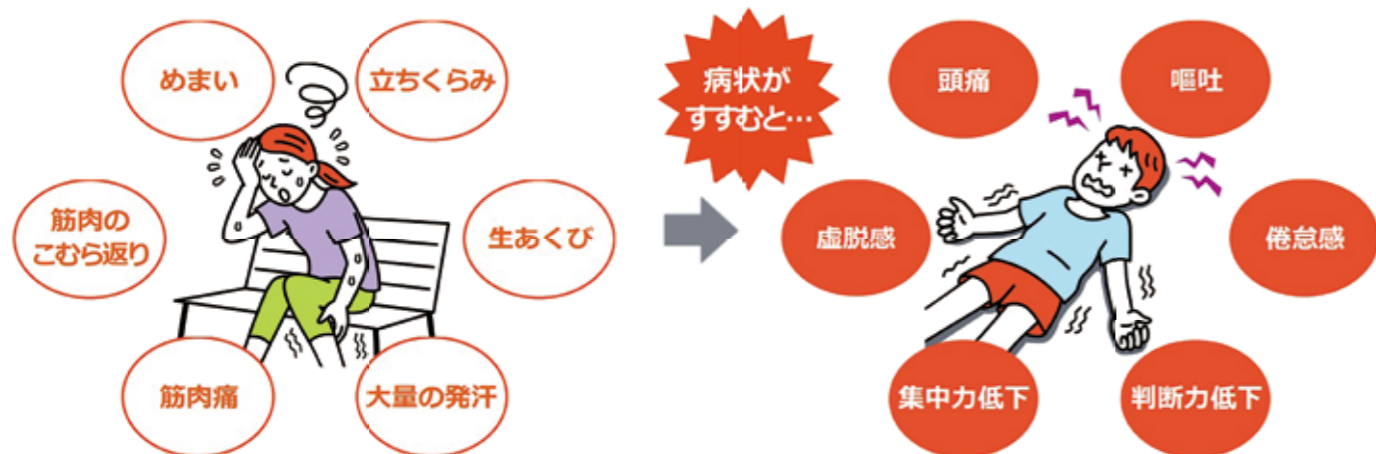 めまい
立ちくらみ
筋肉の
こむら返り
生あくび
筋肉痛
大量の発汗
病状が
すすむと…
頭痛
嘔吐
虚脱感
倦怠感
集中力低下
判断力低下